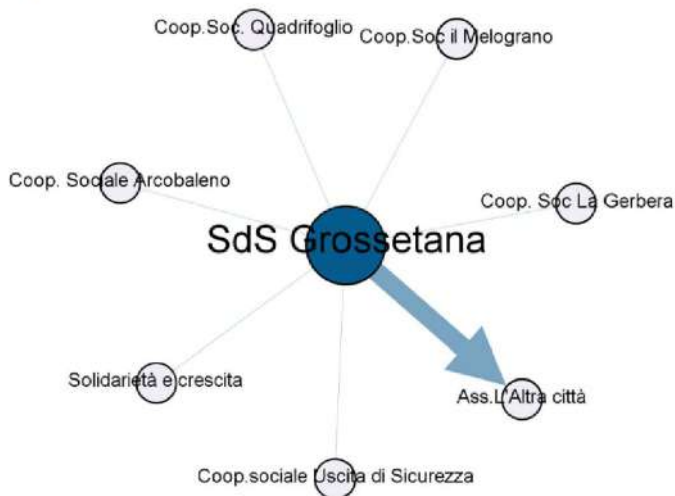 Coop.Soc. Quadrifoglio
Coop.Soc il Melograno
Coop. Sociale Arcobaleno
Coop. Soc La Gerbera
SdS Grossetana
Solidarietà e crescita
Ass.L'Altra città
Coop.sociale Uscita di Sicurezza